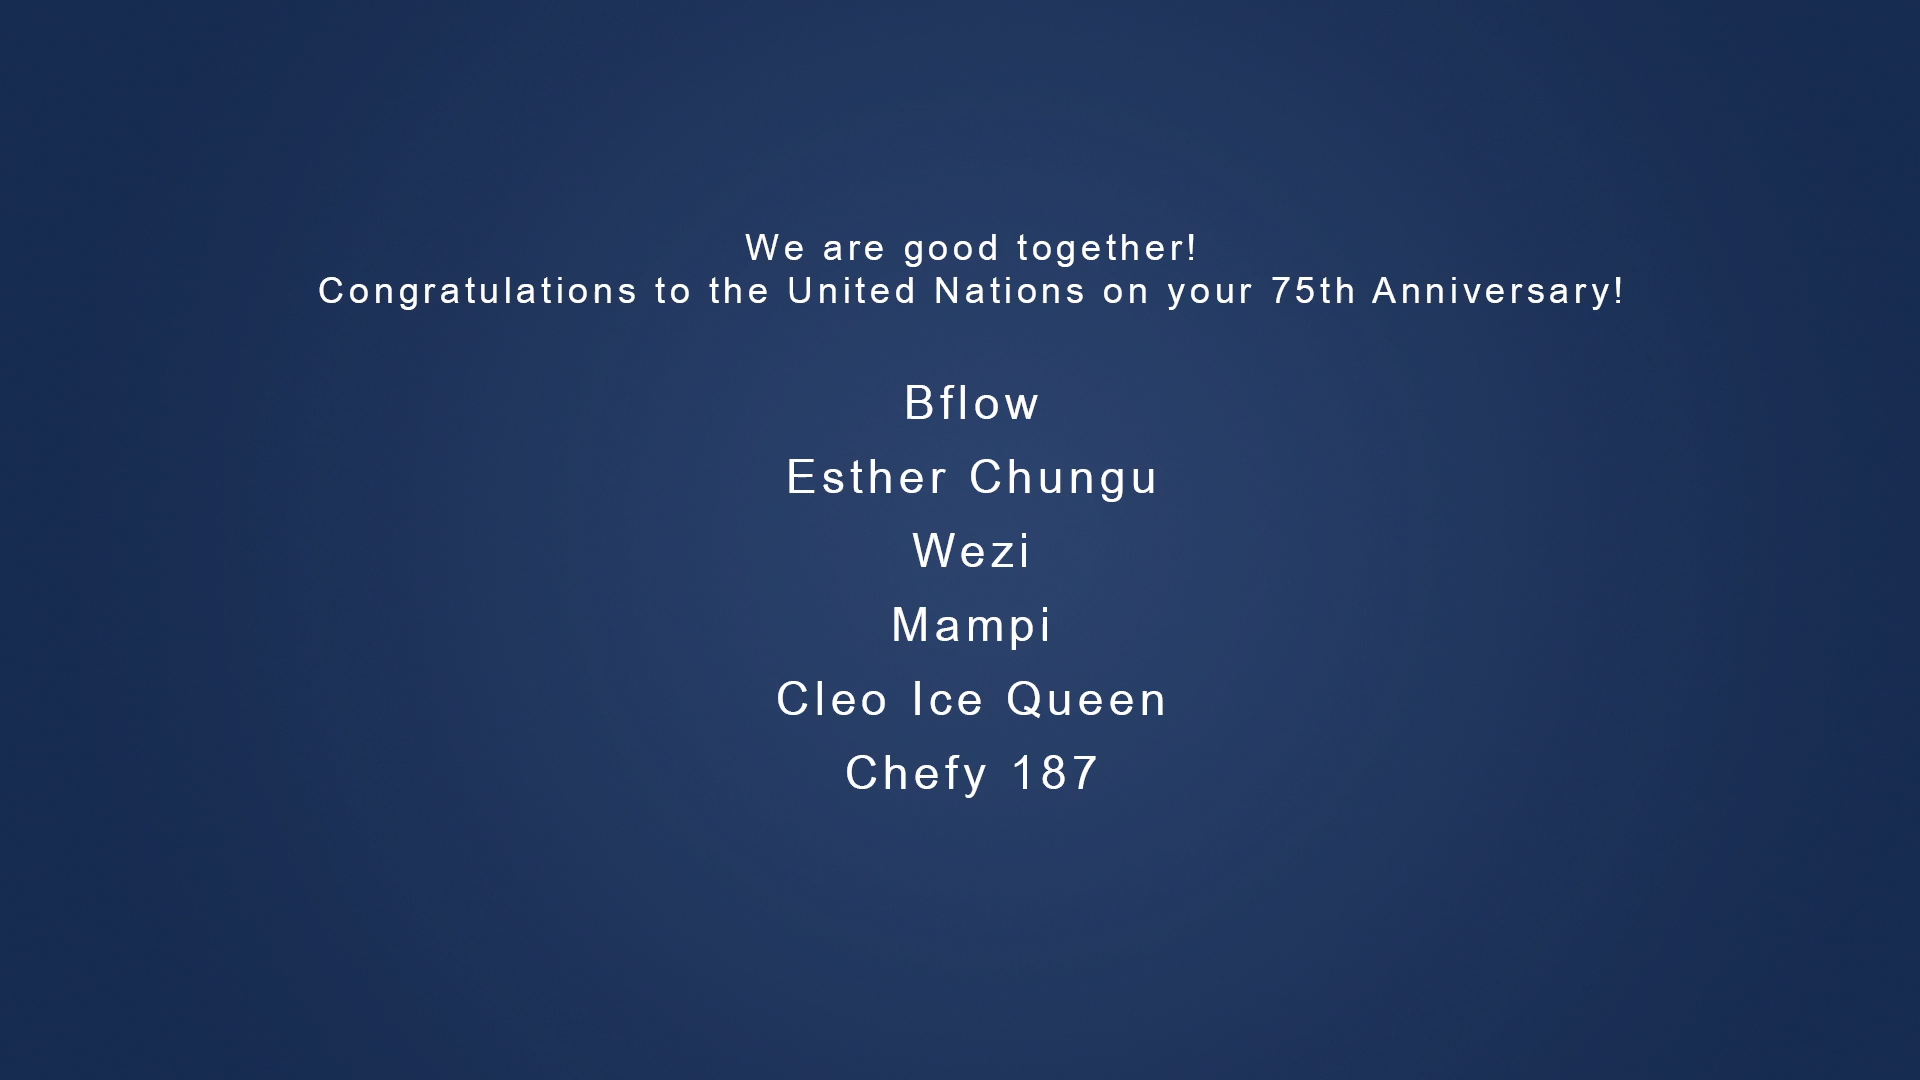 We are good together!
Congratulations to the United Nations on your 75th Anniversary!
Bflow
Esther Chungu
Wezi
Mampi
Cleo Ice Queen
Chefy 187